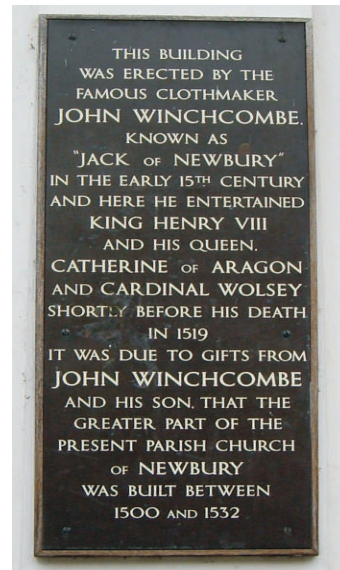 THIS BUILDING
WAS ERECTED BY THE
FAMOUS CLOTHMAKER
JOHN WINCHCOMBE.
KNOWN AS
"JACK OF NEWBURY"
IN THE EARLY 15TH CENTURY
AND HERE HE ENTERTAINED
KING HENRY VIII
AND HIS QUEEN,
CATHERINE OF ARAGON
AND CARDINAL WOLSEY
SHORTLY BEFORE HIS DEATH
IN 1519
IT WAS DUE TO GIFTS FROM
JOHN WINCHCOMBE
AND HIS SON, THAT THE
GREATER PART OF THE
PRESENT PARISH CHURCH
OF NEWBURY
WAS BUILT BETWEEN
1500 AND 1532